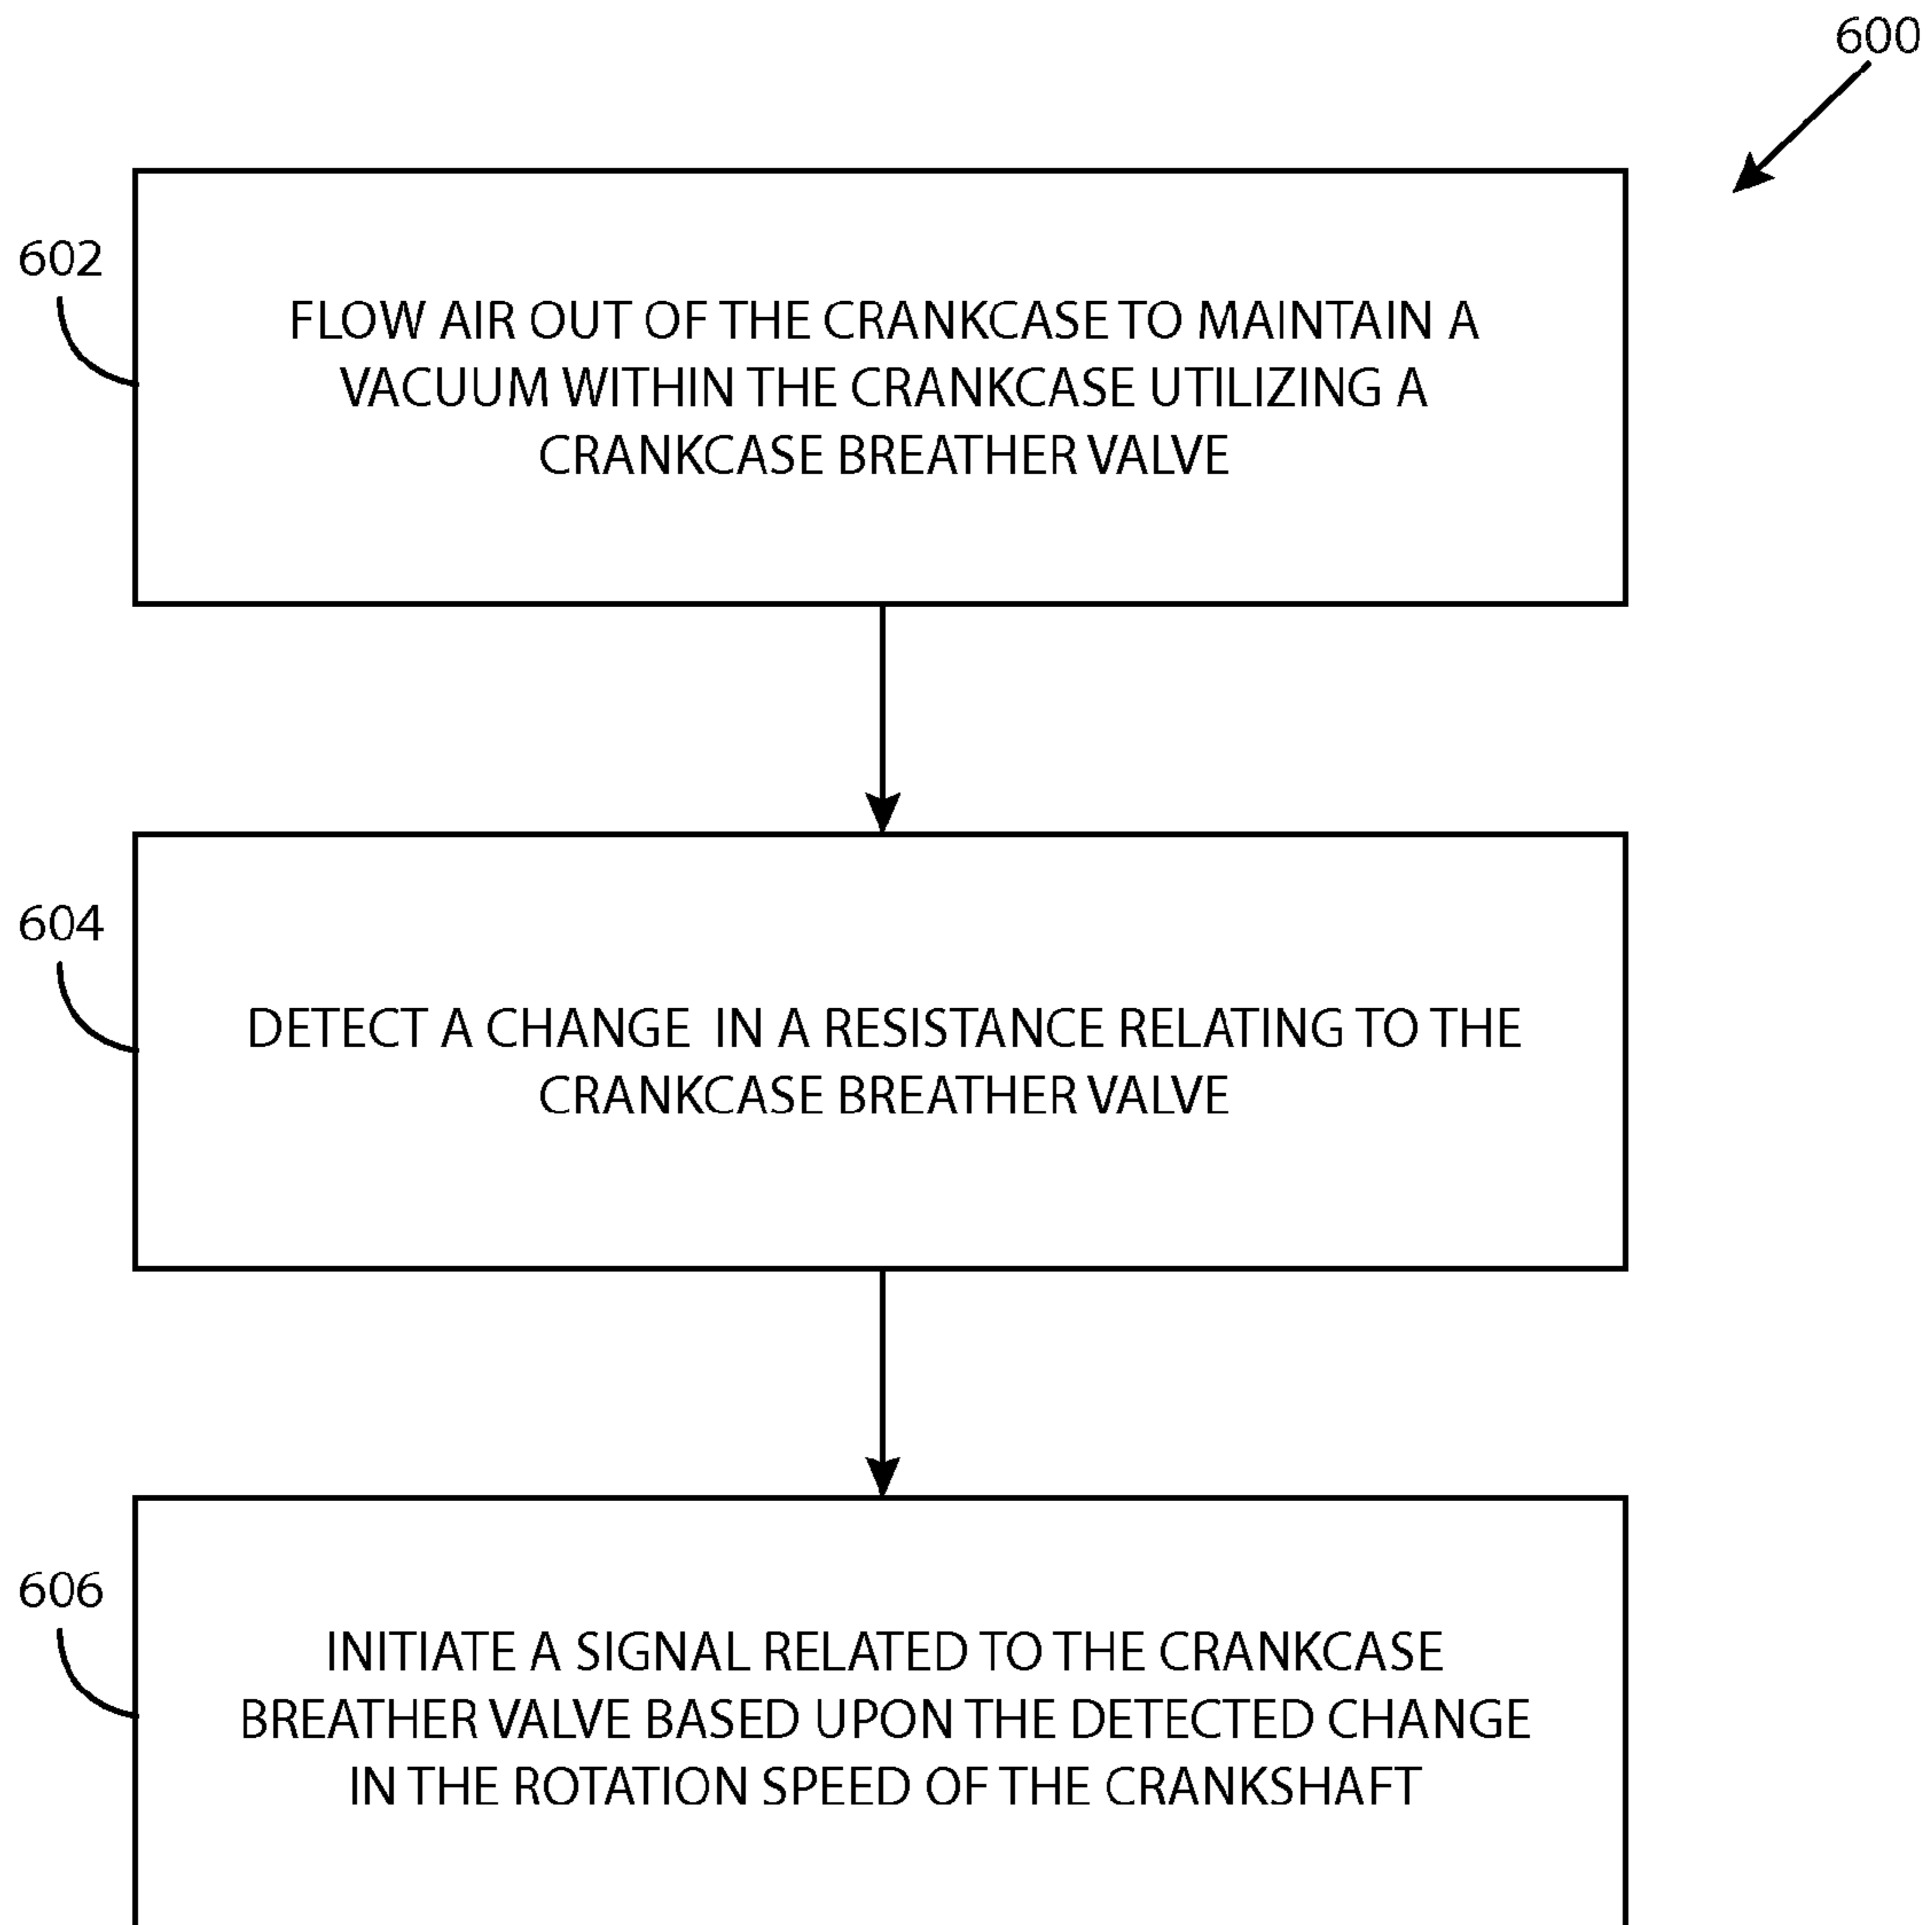 600
602
FLOW AIR OUT OF THE CRANKCASE TO MAINTAIN A
VACUUM WITHIN THE CRANKCASE UTILIZING A
CRANKCASE BREATHER VALVE
604
DETECT A CHANGE IN A RESISTANCE RELATING TO THE
CRANKCASE BREATHER VALVE
606
INITIATE A SIGNAL RELATED TO THE CRANKCASE
BREATHER VALVE BASED UPON THE DETECTED CHANGE
IN THE ROTATION SPEED OF THE CRANKSHAFT